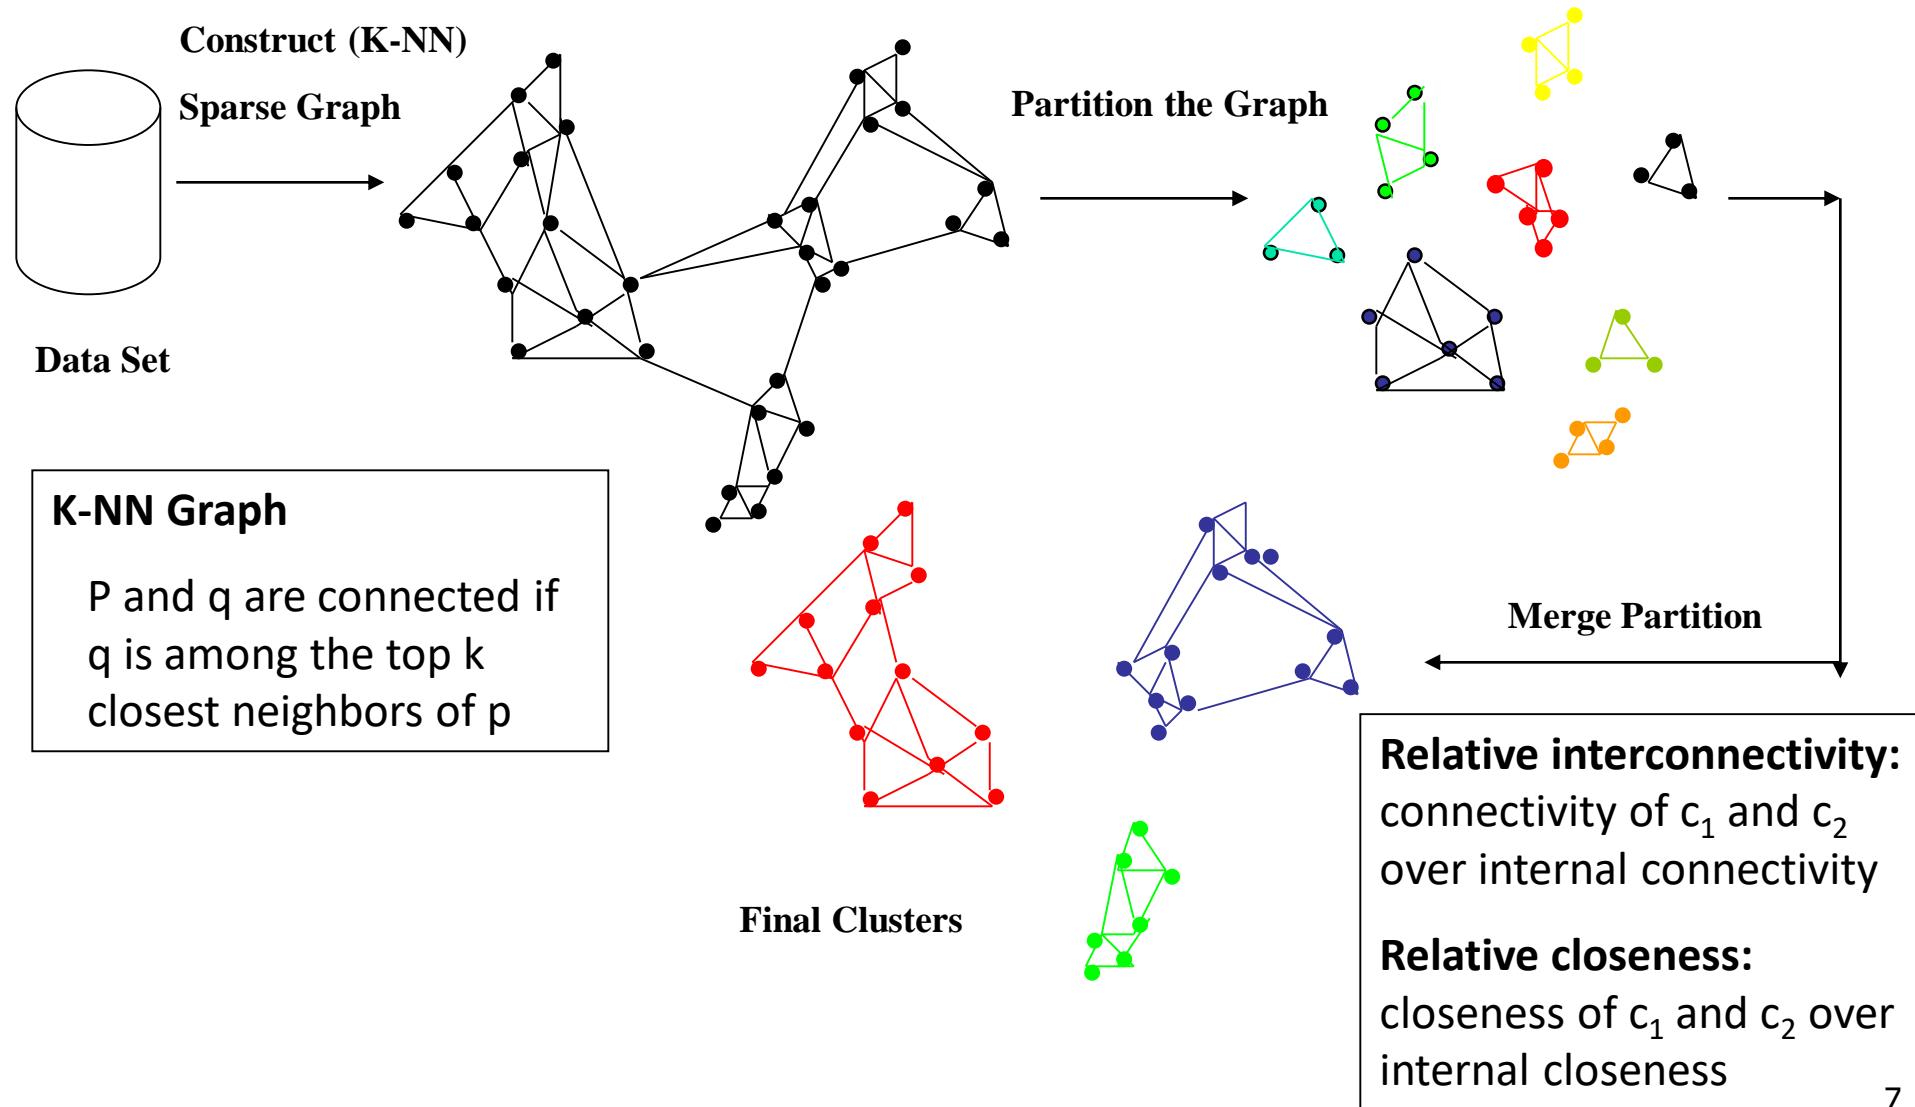 Construct (K-NN)
Sparse Graph
Partition the Graph
Data Set
K-NN Graph
P and q are connected if
q is among the top k
closest neighbors of p
Merge Partition
Final Clusters
Relative interconnectivity:
connectivity of c₁ and c₂
over internal connectivity
Relative closeness:
closeness of c₁ and c₂ over
internal closeness
7